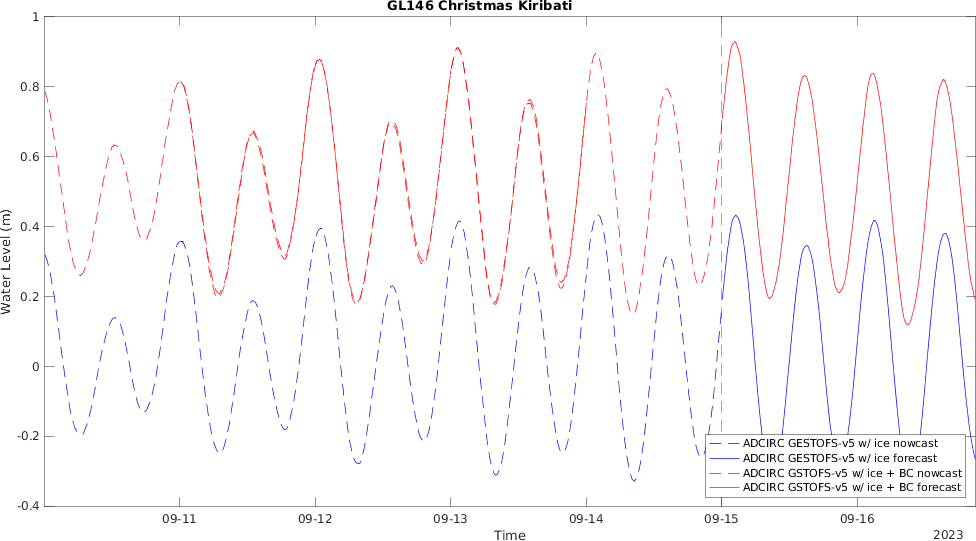 GL146 Christmas Kiribati
1
0.8
0.6
0.4
0.2
0
-0.2
-0.4
Water Level (m)
ADCIRC GESTOFS-v5 w/ ice nowcast
ADCIRC GESTOFS-v5 w/ ice forecast
ADCIRC GSTOFS-v5 w/ ice + BC nowcast
ADCIRC GSTOFS-v5 w/ ice + BC forecast
09-11
09-12
09-13
09-14
09-15
09-16
Time
2023